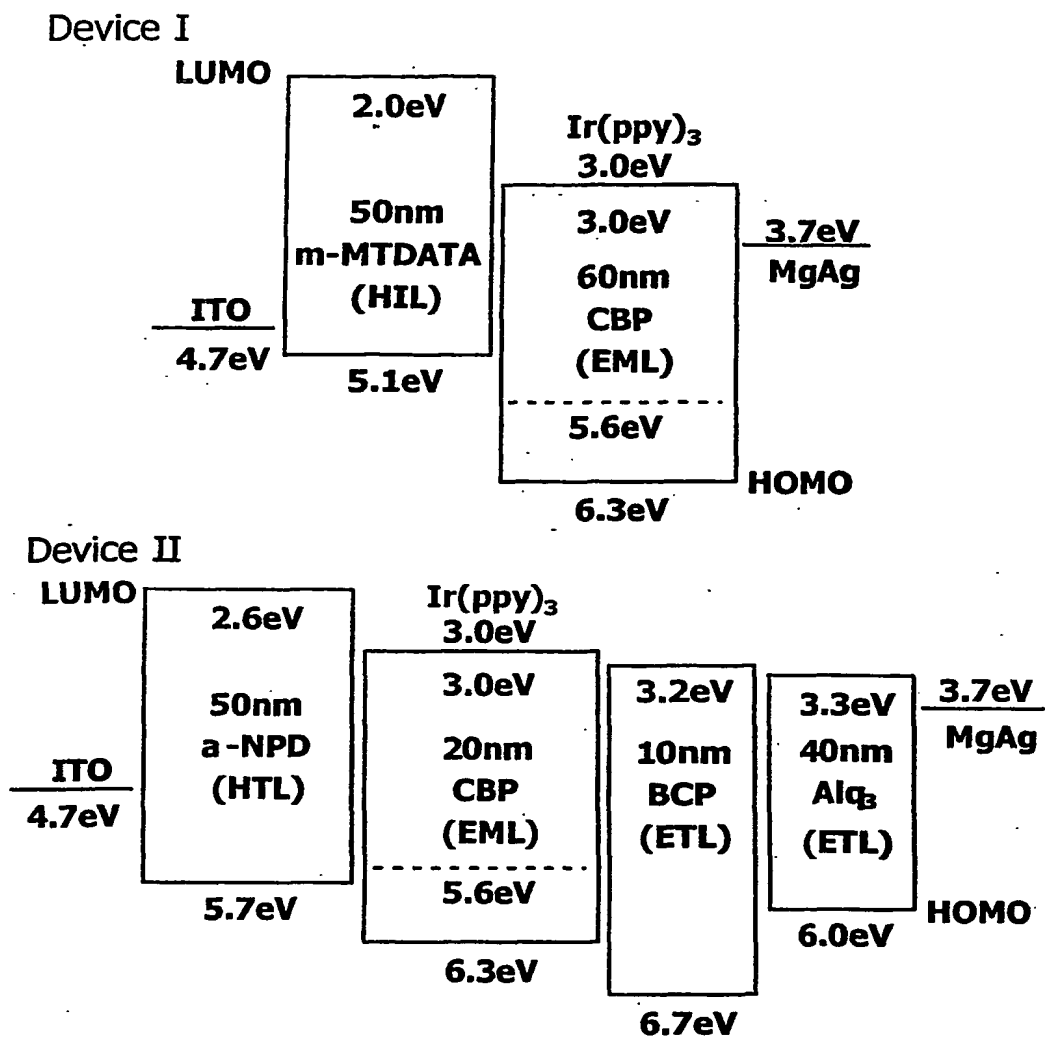 Device I
LUMO
2.0eV
50nm
m-MTDATA
(HIL)
5.1eV
ITO
4.7eV
Ir(ppy)₃
3.0eV
3.0eV
60nm
CBP
(EML)
5.6eV
6.3eV
3.7eV
MgAg
HOMO
Device II
LUMO
2.6eV
50nm
a-NPD
(HTL)
5.7eV
ITO
4.7eV
Ir(ppy)₃
3.0eV
3.0eV
20nm
CBP
(EML)
5.6eV
6.3eV
3.2eV
10nm
BCP
(ETL)
6.7eV
3.3eV
40nm
Alq₃
(ETL)
6.0eV
3.7eV
MgAg
HOMO